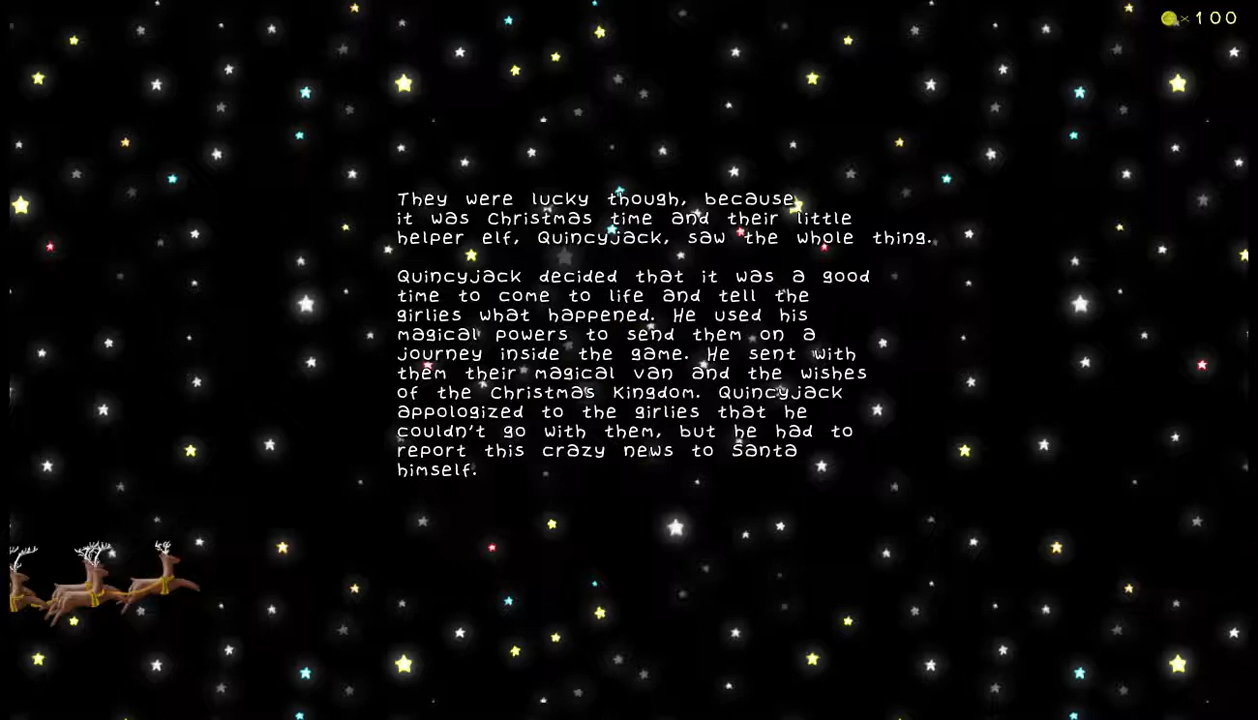 ×100
They were lucky though, because
it was Christmas time and their little
helper elf, Quincyjack, saw the whole thing.
Quincyjack decided that it was a good
time to come to life and tell the
girlies what happened. He used his
magical powers to send them on a
journey inside the game. He sent with
them their magical van and the wishes
of the Christmas Kingdom. Quincyjack
appologized to the girlies that he
couldn't go with them, but he had to
report this crazy news to Santa
himself.